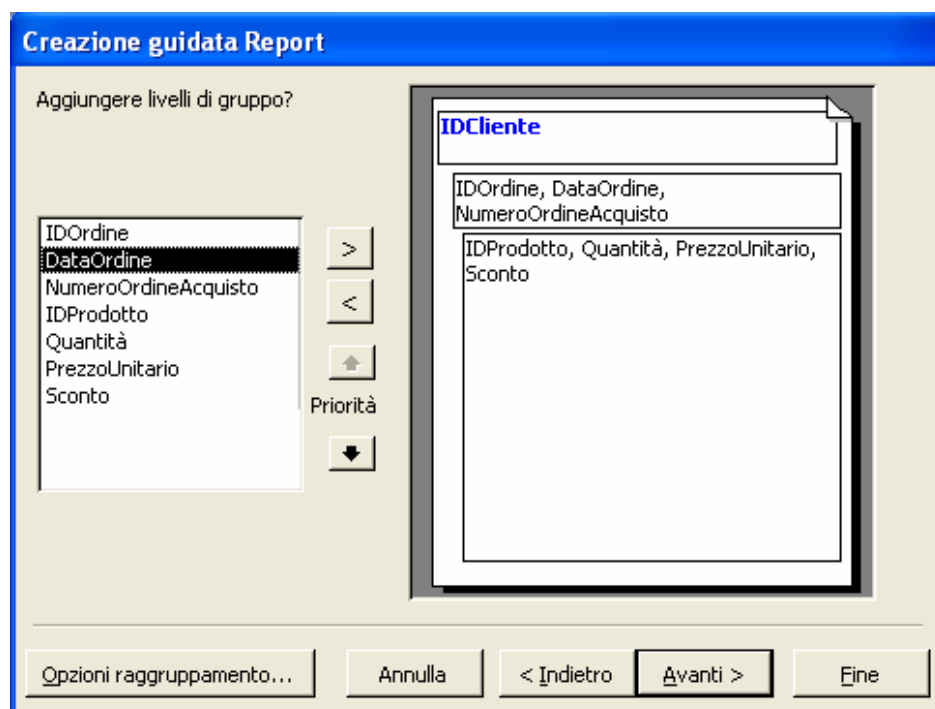 Creazione guidata Report
Aggiungere livelli di gruppo?
IDOrdine
DataOrdine
NumeroOrdineAcquisto
IDProdotto
Quantità
PrezzoUnitario
Sconto
>
<
Priorità
IDCliente
IDOrdine, DataOrdine,
NumeroOrdineAcquisto
IDProdotto, Quantità, PrezzoUnitario,
Sconto
Opzioni raggruppamento...
Annulla
< Indietro
Avanti >
Fine